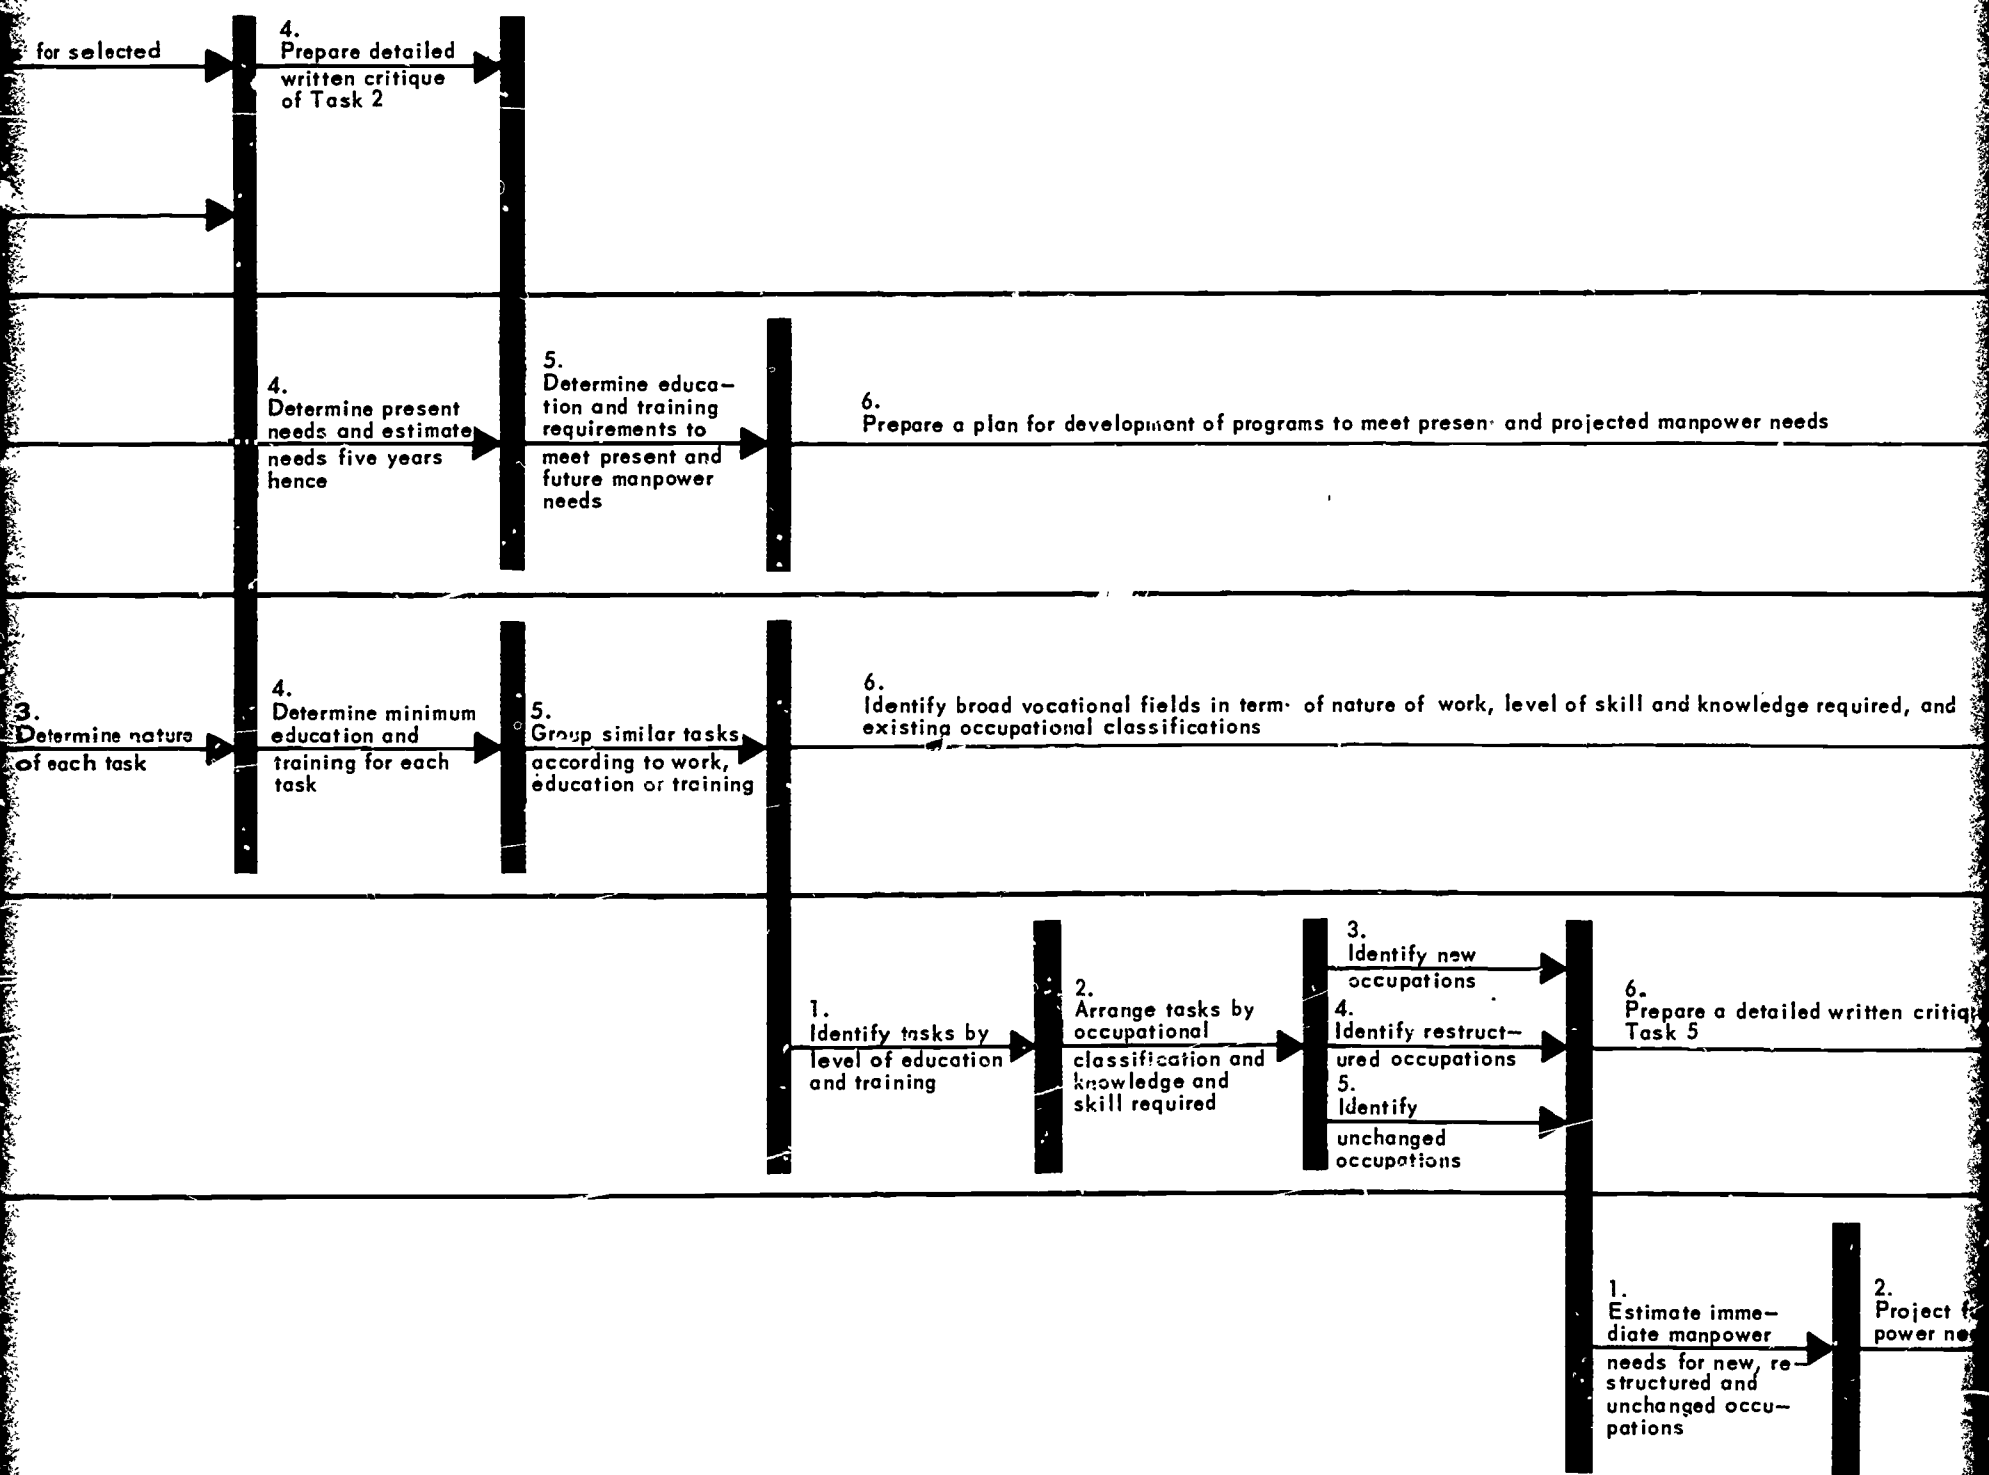 for selected
4.
Prepare detailed
written critique
of Task 2
4.
Determine present
needs and estimate
needs five years
hence
5.
Determine educa-
tion and training
requirements to
meet present and
future manpower
needs
6.
Prepare a plan for development of programs to meet present and projected manpower needs
3.
Determine nature
of each task
4.
Determine minimum
education and
training for each
task
5.
Group similar tasks
according to work,
education or training
6.
Identify broad vocational fields in term of nature of work, level of skill and knowledge required, and
existing occupational classifications
1.
Identify tasks by
level of education
and training
2.
Arrange tasks by
occupational
classification and
knowledge and
skill required
3.
Identify new
occupations
4.
Identify restruct-
ured occupations
5.
Identify
unchanged
occupations
6.
Prepare a detailed written
Task 5
1.
Estimate imme-
diate manpower
needs for new, re-
structured and
unchanged occu-
pations
2.
Project
power